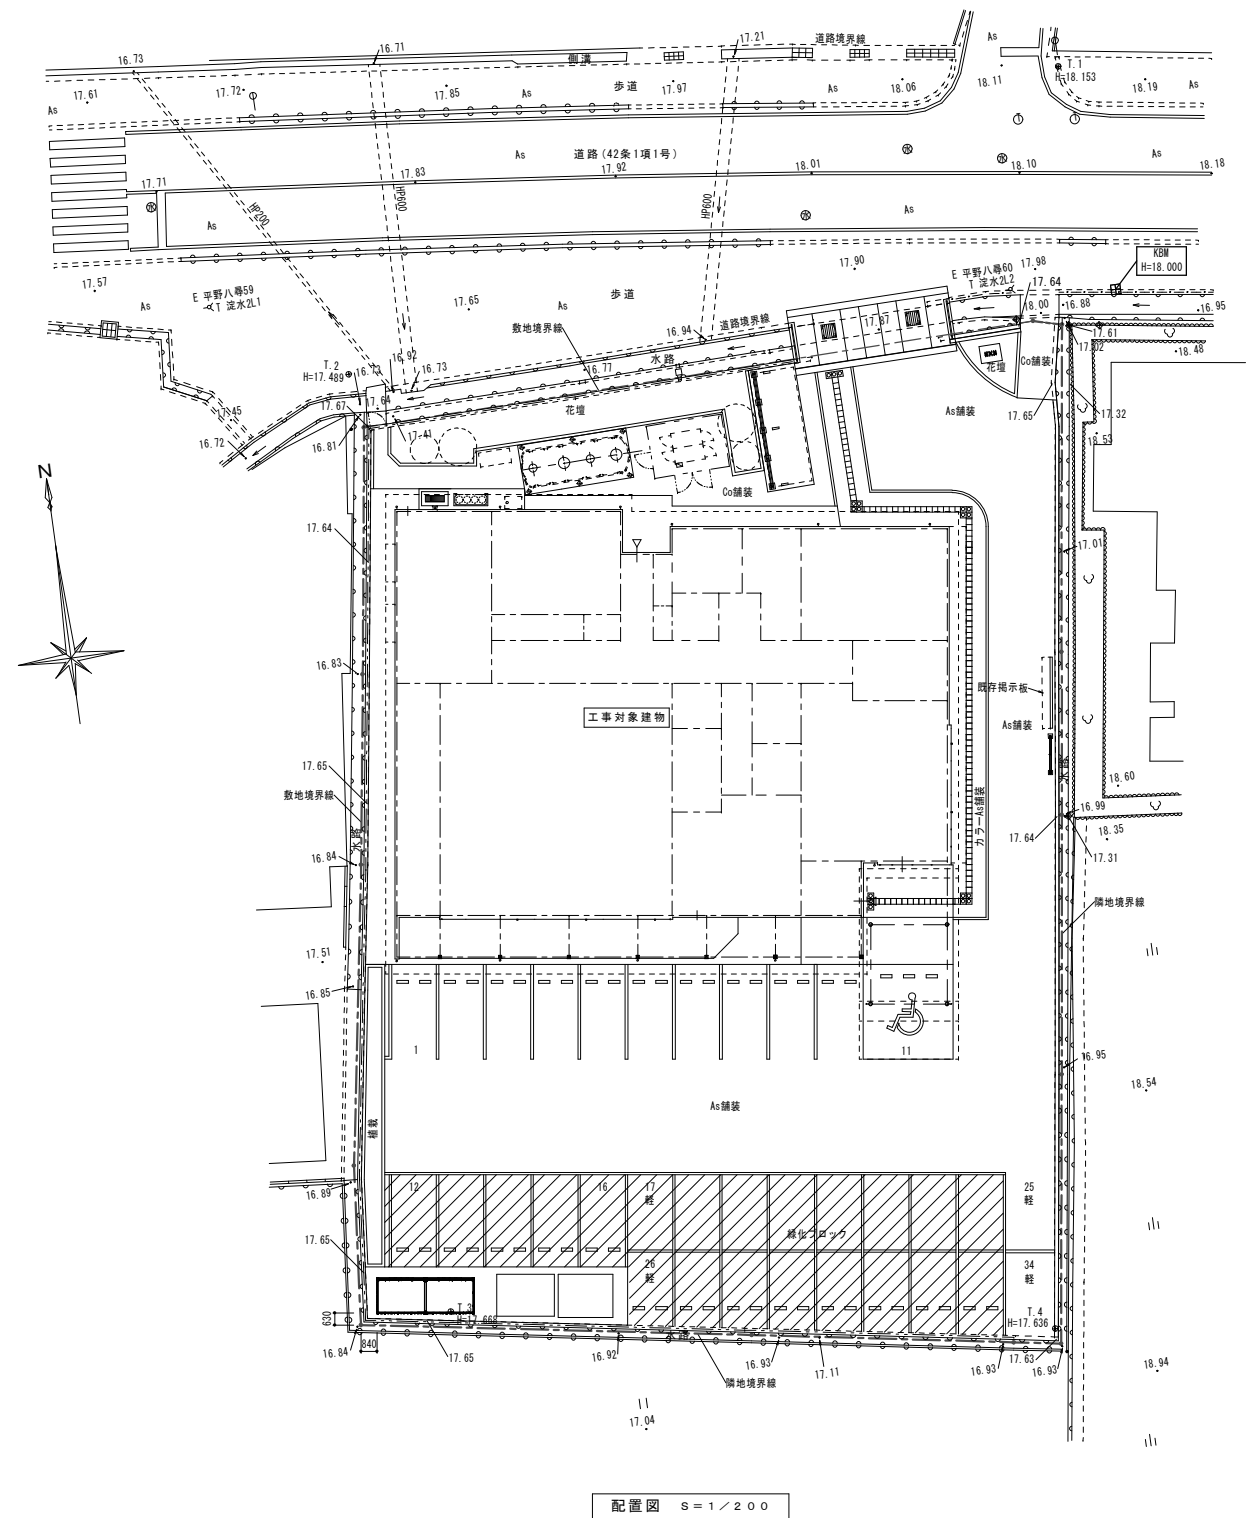 16.73
16.71
17.21
道路境界線
As
側溝
T.1
H=18.153
17.61
As
17.72
17.85
As
歩道
17.97
As
18.06
18.11
18.19
As
As
道路(42条1項1号)
As
17.71
17.83
17.92
18.01
18.10
18.18
HP200
HP600
HP600
As
As
17.57
As
E 平野八尋59
T 淀水2L1
17.65
As
歩道
17.90
E 平野八尋60
T 淀水2L2
17.98
17.64
KBM
H=18.000
18.00
16.88
16.95
敷地境界線
16.94
道路境界線
17.87
17.61
17.02
18.48
T.2
H=17.489
16.73
16.92
16.73
16.77
水路
花壇
Co舗装
17.45
17.67
17.64
花壇
As舗装
17.65
17.32
16.72
16.81
17.41
18.53
N
Co舗装
17.64
17.01
16.83
既存掲示板
工事対象建物
As舗装
17.65
水路
18.60
敷地境界線
カラーAs舗装
16.99
水路
16.84
17.64
18.35
17.31
隣地境界線
17.51
16.85
1
11
16.95
18.54
As舗装
植栽
16.89
12
16
17
軽
25
軽
17.65
緑化ブロック
26
軽
34
軽
630
T.3
H=17.668
T.4
H=17.636
水路
16.84
840
17.65
16.92
16.93
17.11
16.93
17.63
16.93
18.94
隣地境界線
17.04
配置図 S=1/200